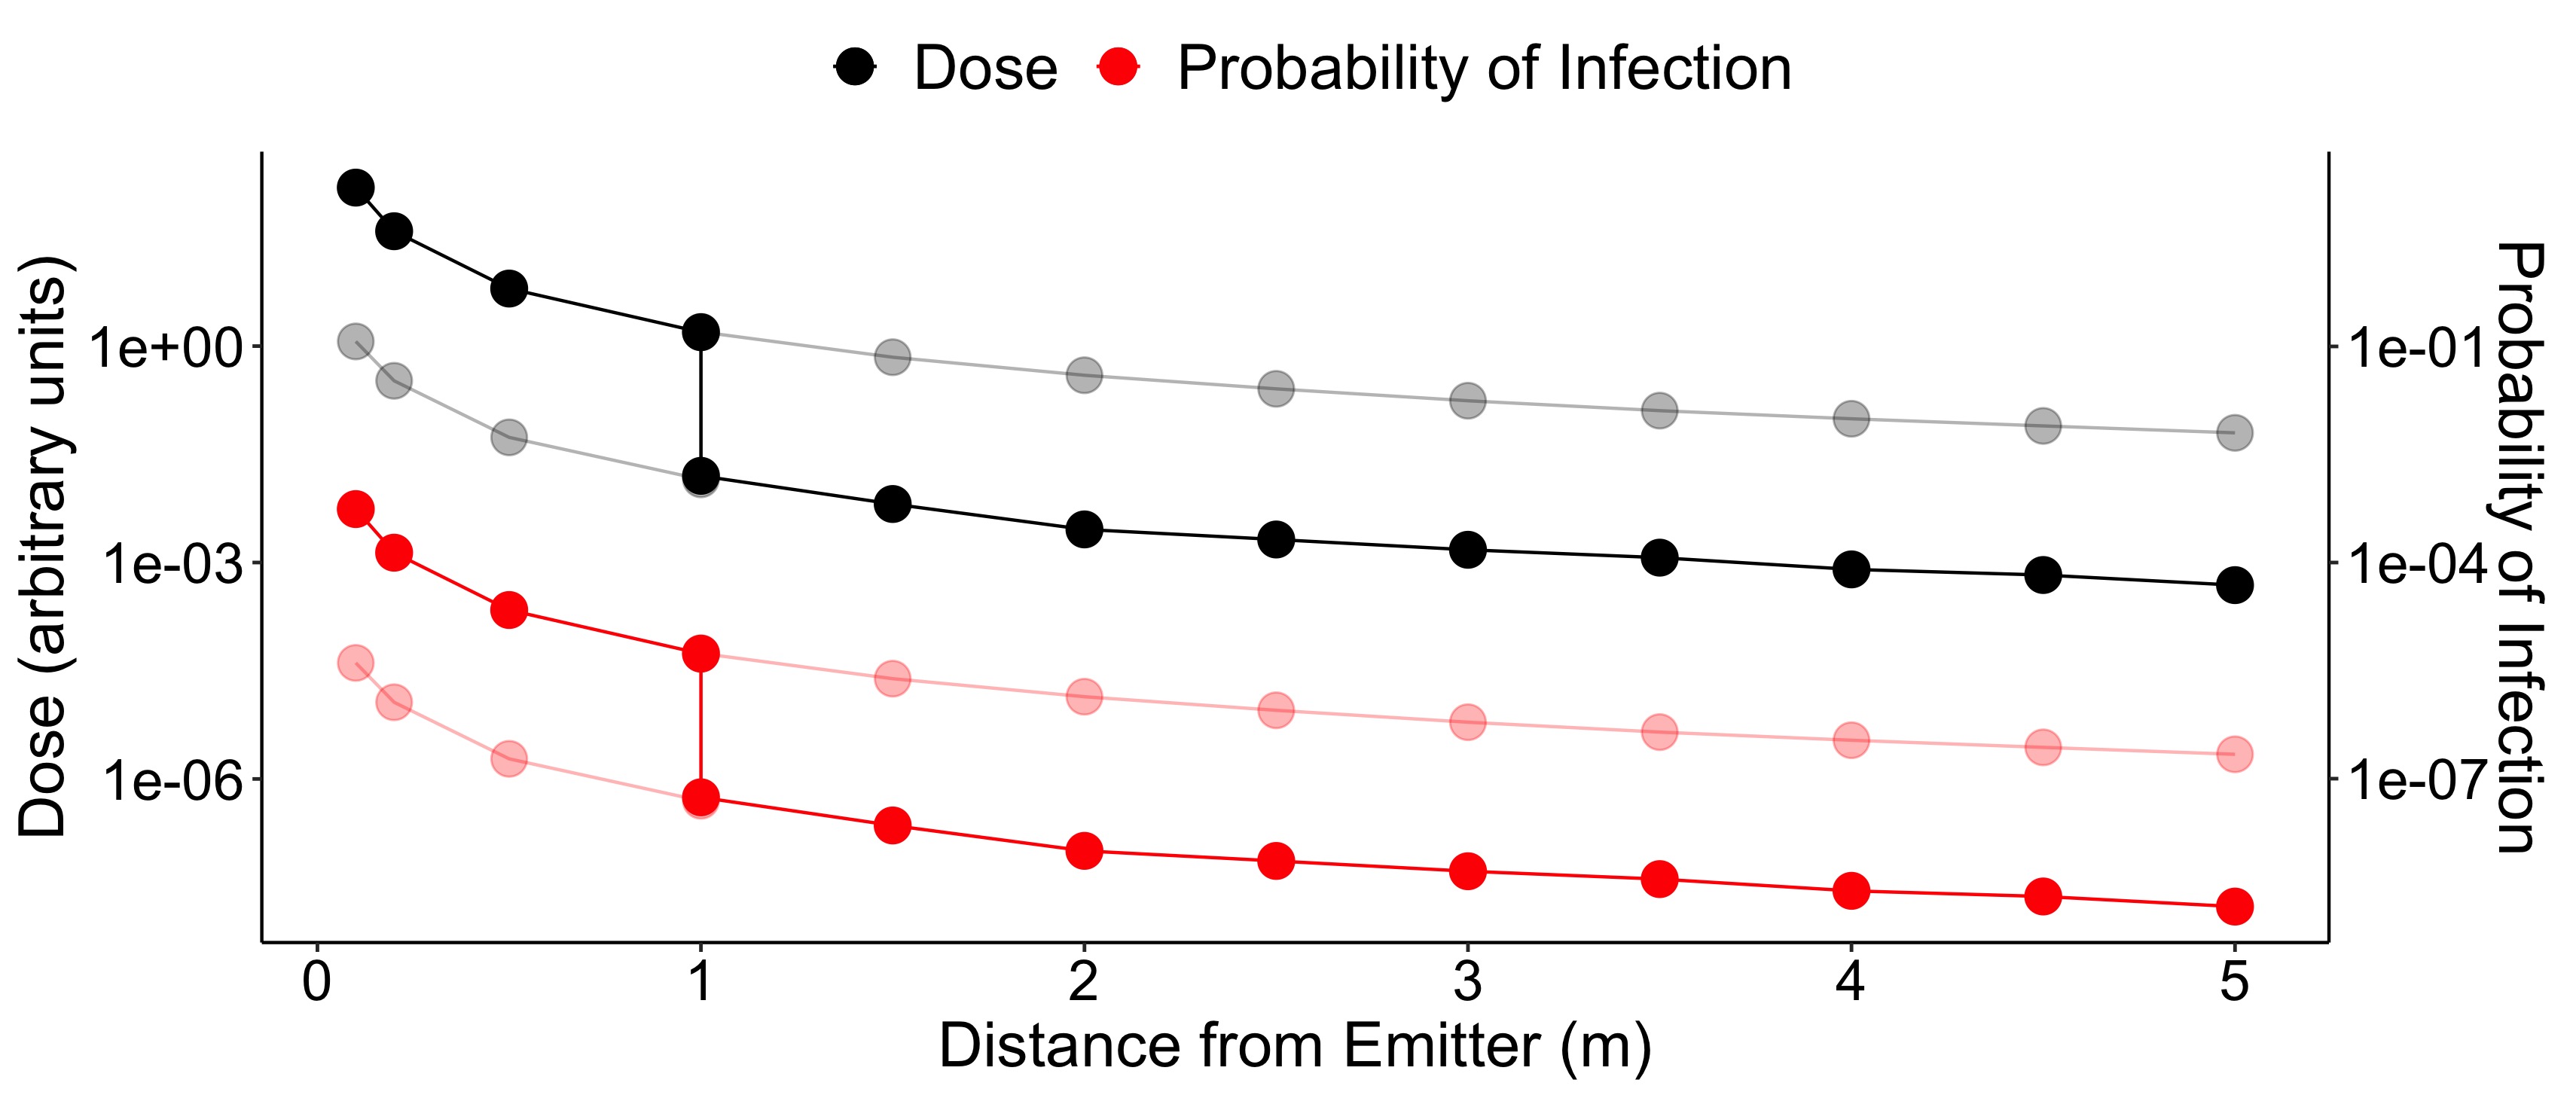 Dose Probability of Infection
Dose (arbitrary units)
1e+00
1e-03
1e-06
1e-01
1e-04
1e-07
Probability of Infection
0 1 2 3 4 5
Distance from Emitter (m)